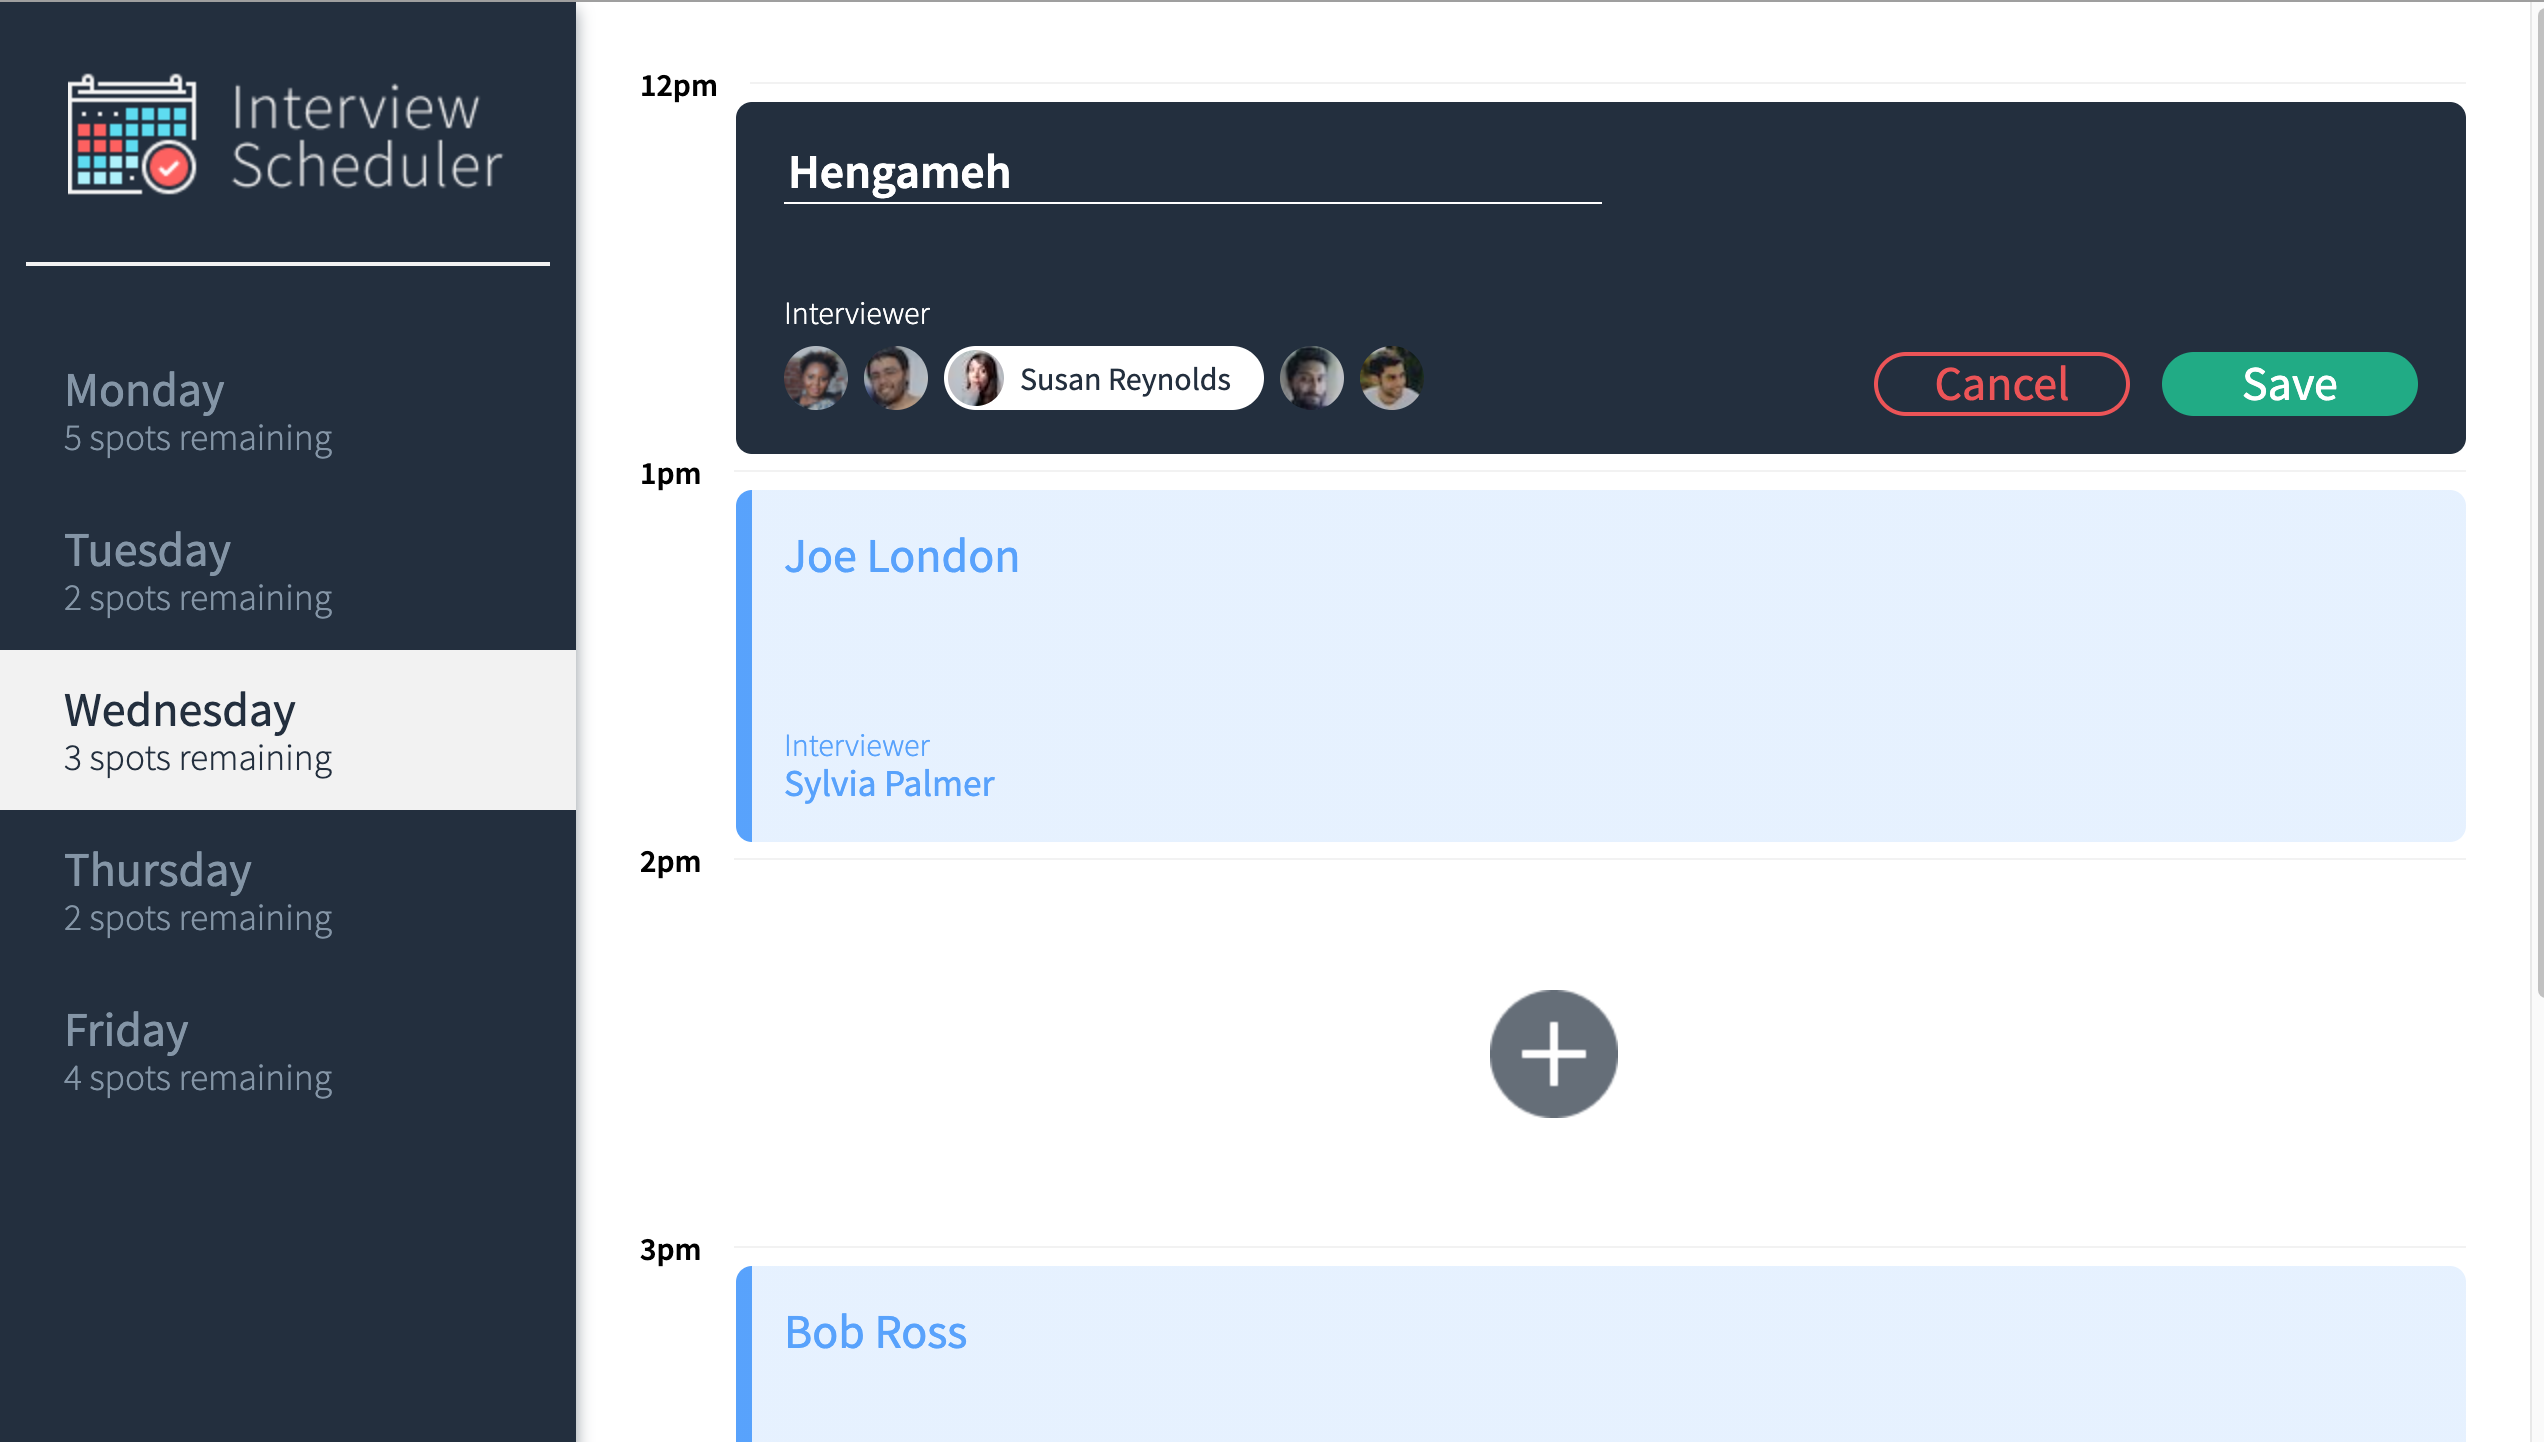 Interview
Scheduler
Monday
5 spots remaining
Tuesday
2 spots remaining
Wednesday
3 spots remaining
Thursday
2 spots remaining
Friday
4 spots remaining
12pm
Hengameh
Interviewer
Susan Reynolds
Cancel
Save
1pm
Joe London
Interviewer
Sylvia Palmer
2pm
3pm
Bob Ross